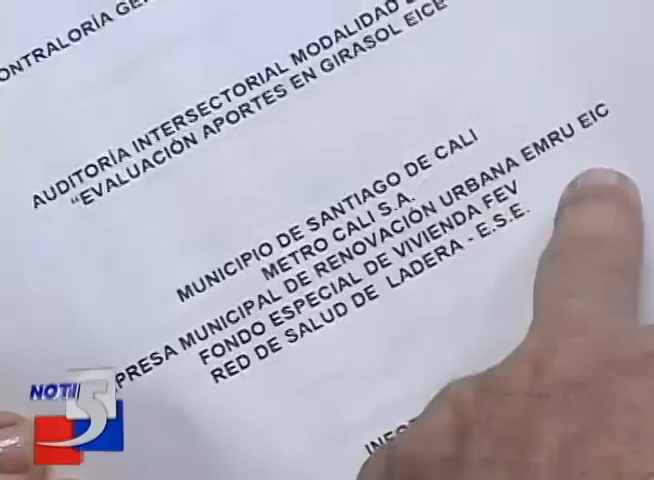 CONTRALORÍA GE
AUDITORÍA INTERSECTORIAL MODALIDAD
"EVALUACIÓN APORTES EN GIRASOL EICE
MUNICIPIO DE SANTIAGO DE CALI
METRO CALI S.A.
PRESA MUNICIPAL DE RENOVACIÓN URBANA EMRU EIC
FONDO ESPECIAL DE VIVIENDA FEV
RED DE SALUD DE LADERA - E.S.E.
INFO
NOTI 5